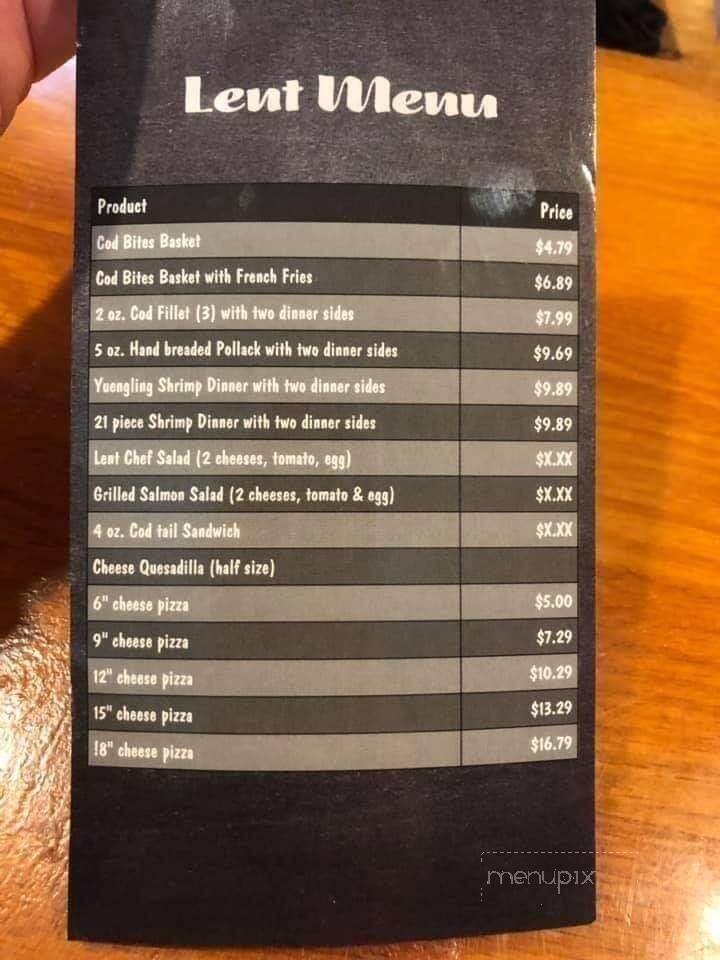 Lent Menu
Product Price
Cod Bites Basket $4.79
Cod Bites Basket with French Fries $6.89
2 oz. Cod Fillet (3) with two dinner sides $7.99
5 oz. Hand breaded Pollack with two dinner sides $9.69
Yuengling Shrimp Dinner with two dinner sides $9.89
21 piece Shrimp Dinner with two dinner sides $9.89
Lent Chef Salad (2 cheeses, tomato, egg) $X.XX
Grilled Salmon Salad (2 cheeses, tomato & egg) $X.XX
4 oz. Cod tail Sandwich $X.XX
Cheese Quesadilla (half size)
6" cheese pizza $5.00
9" cheese pizza $7.29
12" cheese pizza $10.29
15" cheese pizza $13.29
18" cheese pizza $16.79
menupix